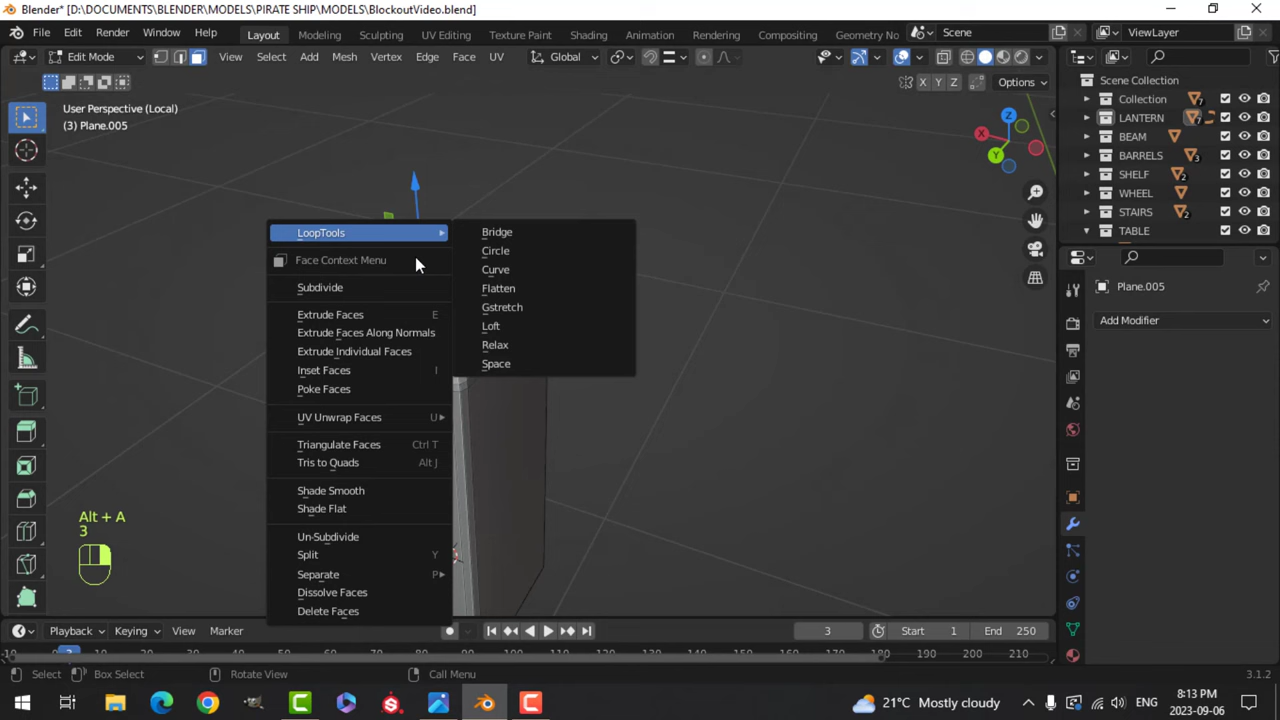 Blender* [D:\DOCUMENTS\BLENDER\MODELS\PIRATE SHIP\MODELS\BlockoutVideo.blend]
File Edit Render Window Help Layout Modeling Sculpting UV Editing Texture Paint Shading Animation Rendering Compositing Geometry No Scene ViewLayer
Edit Mode View Select Add Mesh Vertex Edge Face UV Global
X Y Z Options
User Perspective (Local)
(3) Plane.005
Scene Collection
Collection 7
LANTERN 7
BEAM
BARRELS 3
SHELF 2
WHEEL
STAIRS 2
TABLE
Z
X
Y
LoopTools
Face Context Menu
Subdivide
Extrude Faces E
Extrude Faces Along Normals
Extrude Individual Faces
Inset Faces I
Poke Faces
UV Unwrap Faces U
Triangulate Faces Ctrl T
Tris to Quads Alt J
Shade Smooth
Shade Flat
Un-Subdivide
Split Y
Separate P
Dissolve Faces
Delete Faces
Bridge
Circle
Curve
Flatten
Gstretch
Loft
Relax
Space
Plane.005
Add Modifier
Alt + A
3
Playback Keying View Marker 3 Start 1 End 250
-10 0 3 10 20 30 40 50 60 70 80 90 100 110 120 130 140 150 160 170 180 190 200 210
Select Box Select Rotate View Call Menu 3.1.2
21°C Mostly cloudy ENG 8:13 PM
2023-09-06